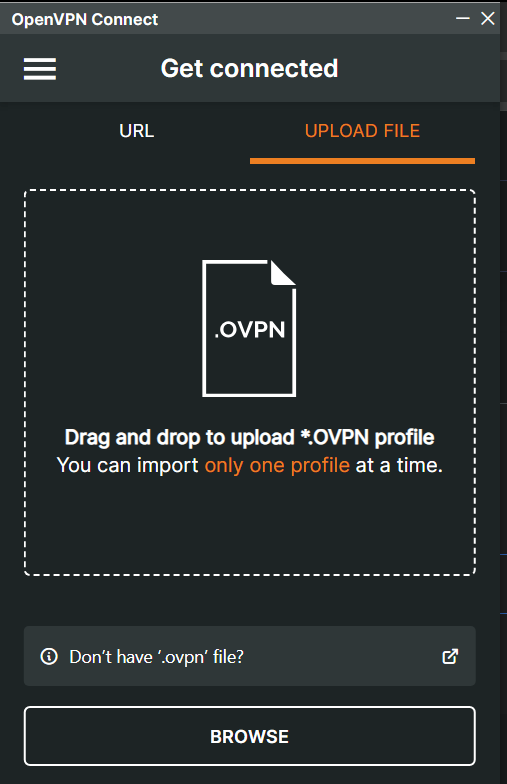 OpenVPN Connect
Get connected
URL
UPLOAD FILE
.OVPN
Drag and drop to upload *.OVPN profile
You can import only one profile at a time.
Don’t have ‘.ovpn’ file?
BROWSE